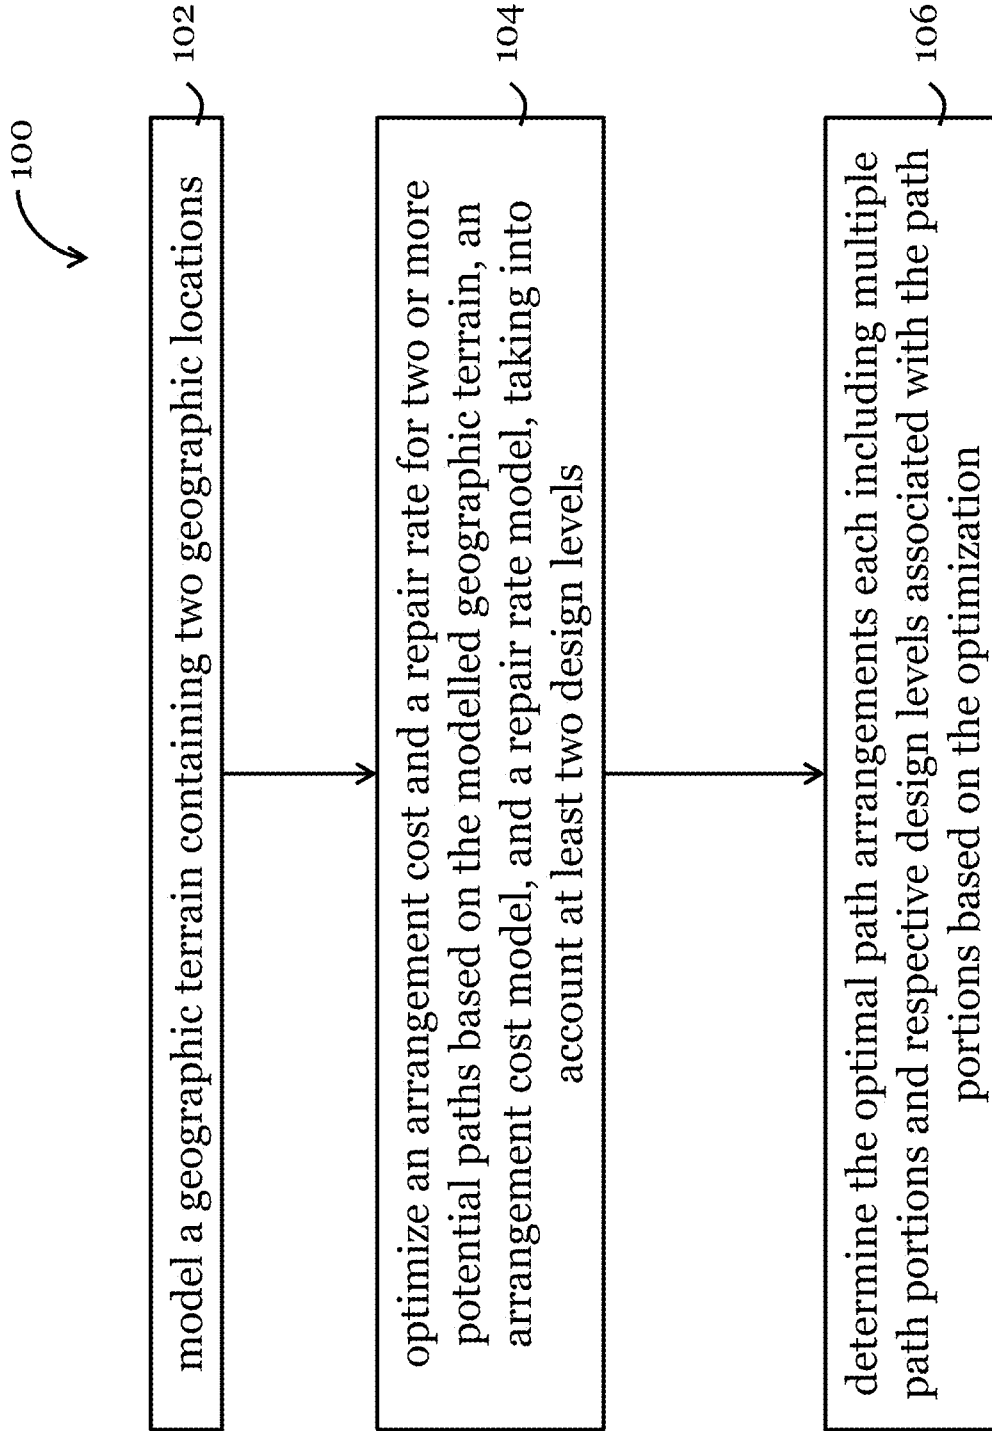 100
model a geographic terrain containing two geographic locations
102
optimize an arrangement cost and a repair rate for two or more
potential paths based on the modelled geographic terrain, an
arrangement cost model, and a repair rate model, taking into
account at least two design levels
104
determine the optimal path arrangements each including multiple
path portions and respective design levels associated with the path
portions based on the optimization
106